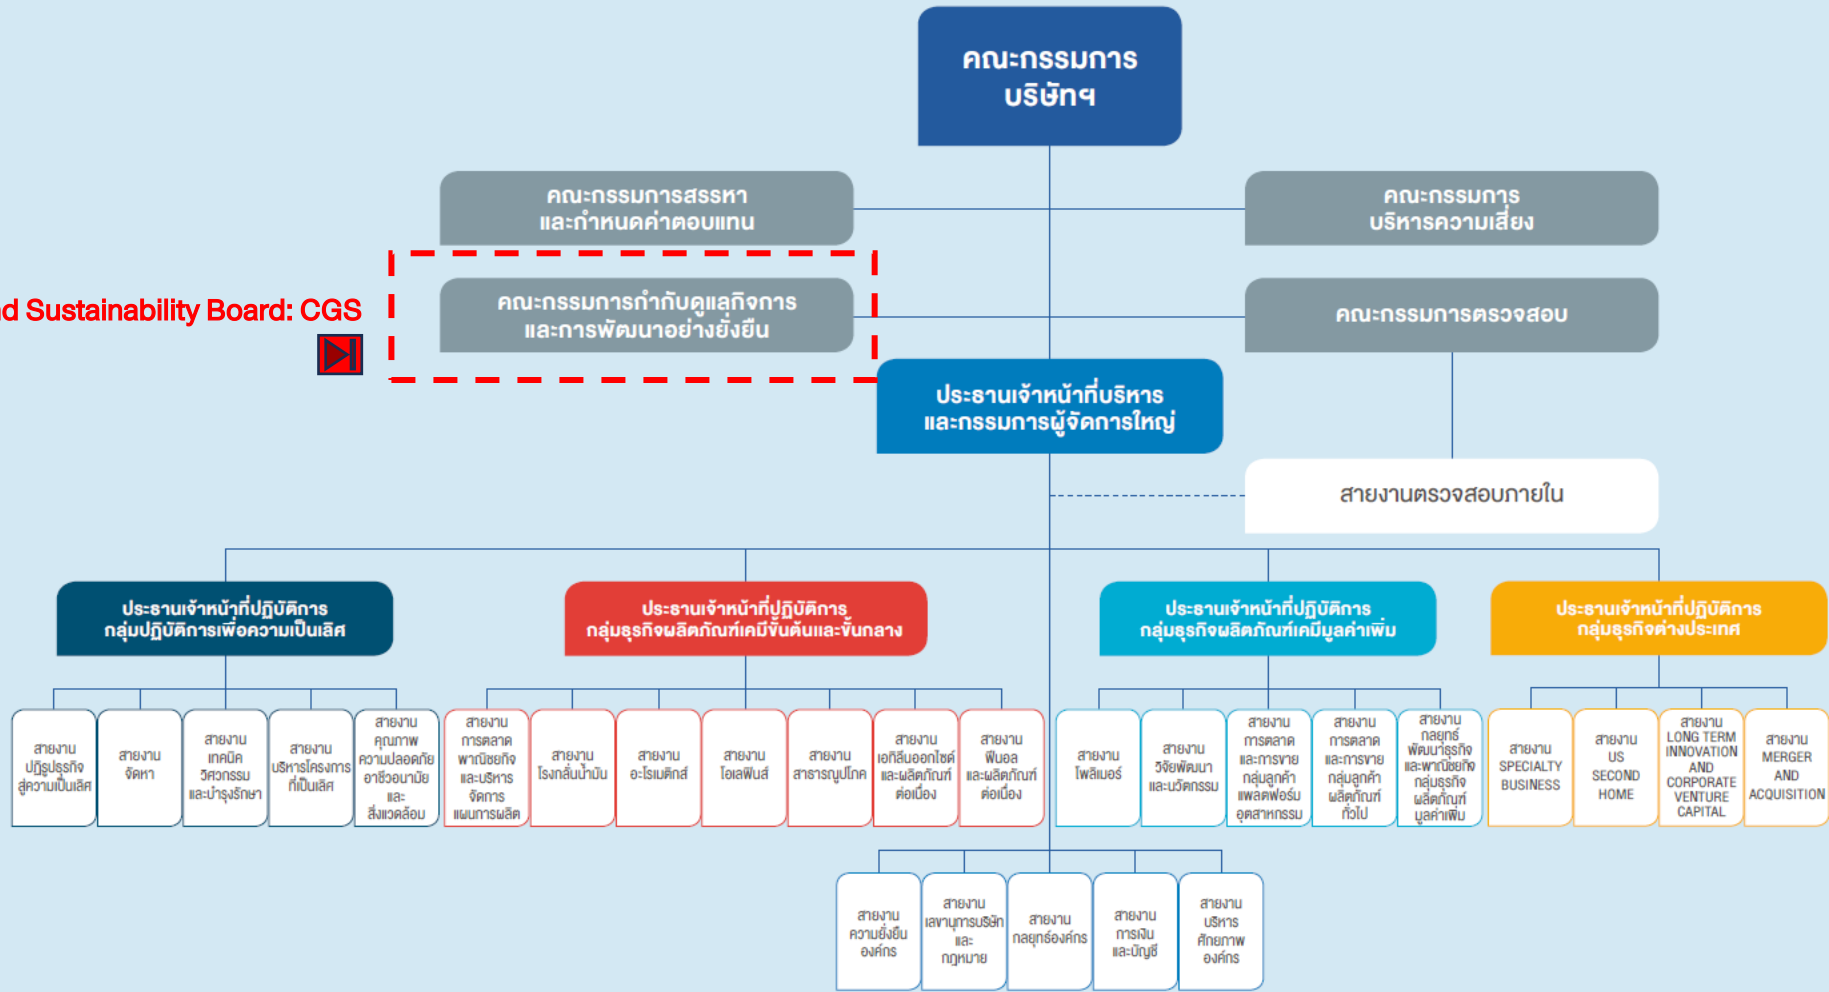 คณะกรรมการ
บริษัทฯ
คณะกรรมการสรรหา
และกำหนดค่าตอบแทน
คณะกรรมการ
บริหารความเสี่ยง
nd Sustainability Board: CGS
คณะกรรมการกำกับดูแลกิจการ
และการพัฒนาอย่างยั่งยืน
คณะกรรมการตรวจสอบ
ประธานเจ้าหน้าที่บริหาร
และกรรมการผู้จัดการใหญ่
สายงานตรวจสอบภายใน
ประธานเจ้าหน้าที่ปฏิบัติการ
กลุ่มปฏิบัติการเพื่อความเป็นเลิศ
ประธานเจ้าหน้าที่ปฏิบัติการ
กลุ่มธุรกิจผลิตภัณฑ์เคมีขั้นต้นและขั้นกลาง
ประธานเจ้าหน้าที่ปฏิบัติการ
กลุ่มธุรกิจผลิตภัณฑ์เคมีมูลค่าเพิ่ม
ประธานเจ้าหน้าที่ปฏิบัติการ
กลุ่มธุรกิจต่างประเทศ
สายงาน
ปฏิรูปธุรกิจ
สู่ความเป็นเลิศ
สายงาน
จัดหา
สายงาน
เทคนิค
วิศวกรรม
และบำรุงรักษา
สายงาน
บริหารโครงการ
ที่เป็นเลิศ
สายงาน
คุณภาพ
ความปลอดภัย
อาชีวอนามัย
และ
สิ่งแวดล้อม
สายงาน
การตลาด
พาณิชยกิจ
และบริหาร
จัดการ
แผนการผลิต
สายงาน
โรงกลั่นน้ำมัน
สายงาน
อะโรเมติกส์
สายงาน
โอเลฟินส์
สายงาน
สาธารณูปโภค
สายงาน
เอทิลีนออกไซด์
และผลิตภัณฑ์
ต่อเนื่อง
สายงาน
ฟีนอล
และผลิตภัณฑ์
ต่อเนื่อง
สายงาน
โพลิเมอร์
สายงาน
วิจัยพัฒนา
และนวัตกรรม
สายงาน
การตลาด
และการขาย
กลุ่มลูกค้า
แพลตฟอร์ม
อุตสาหกรรม
สายงาน
การตลาด
และการขาย
กลุ่มลูกค้า
ผลิตภัณฑ์
ทั่วไป
สายงาน
กลยุทธ์
พัฒนาธุรกิจ
และพาณิชยกิจ
กลุ่มธุรกิจ
ผลิตภัณฑ์
มูลค่าเพิ่ม
สายงาน
SPECIALTY
BUSINESS
สายงาน
US
SECOND
HOME
สายงาน
LONG TERM
INNOVATION
AND
CORPORATE
VENTURE
CAPITAL
สายงาน
MERGER
AND
ACQUISITION
สายงาน
ความยั่งยืน
องค์กร
สายงาน
เลขานุการบริษัท
และ
กฎหมาย
สายงาน
กลยุทธ์องค์กร
สายงาน
การเงิน
และบัญชี
สายงาน
บริหาร
ศักยภาพ
องค์กร